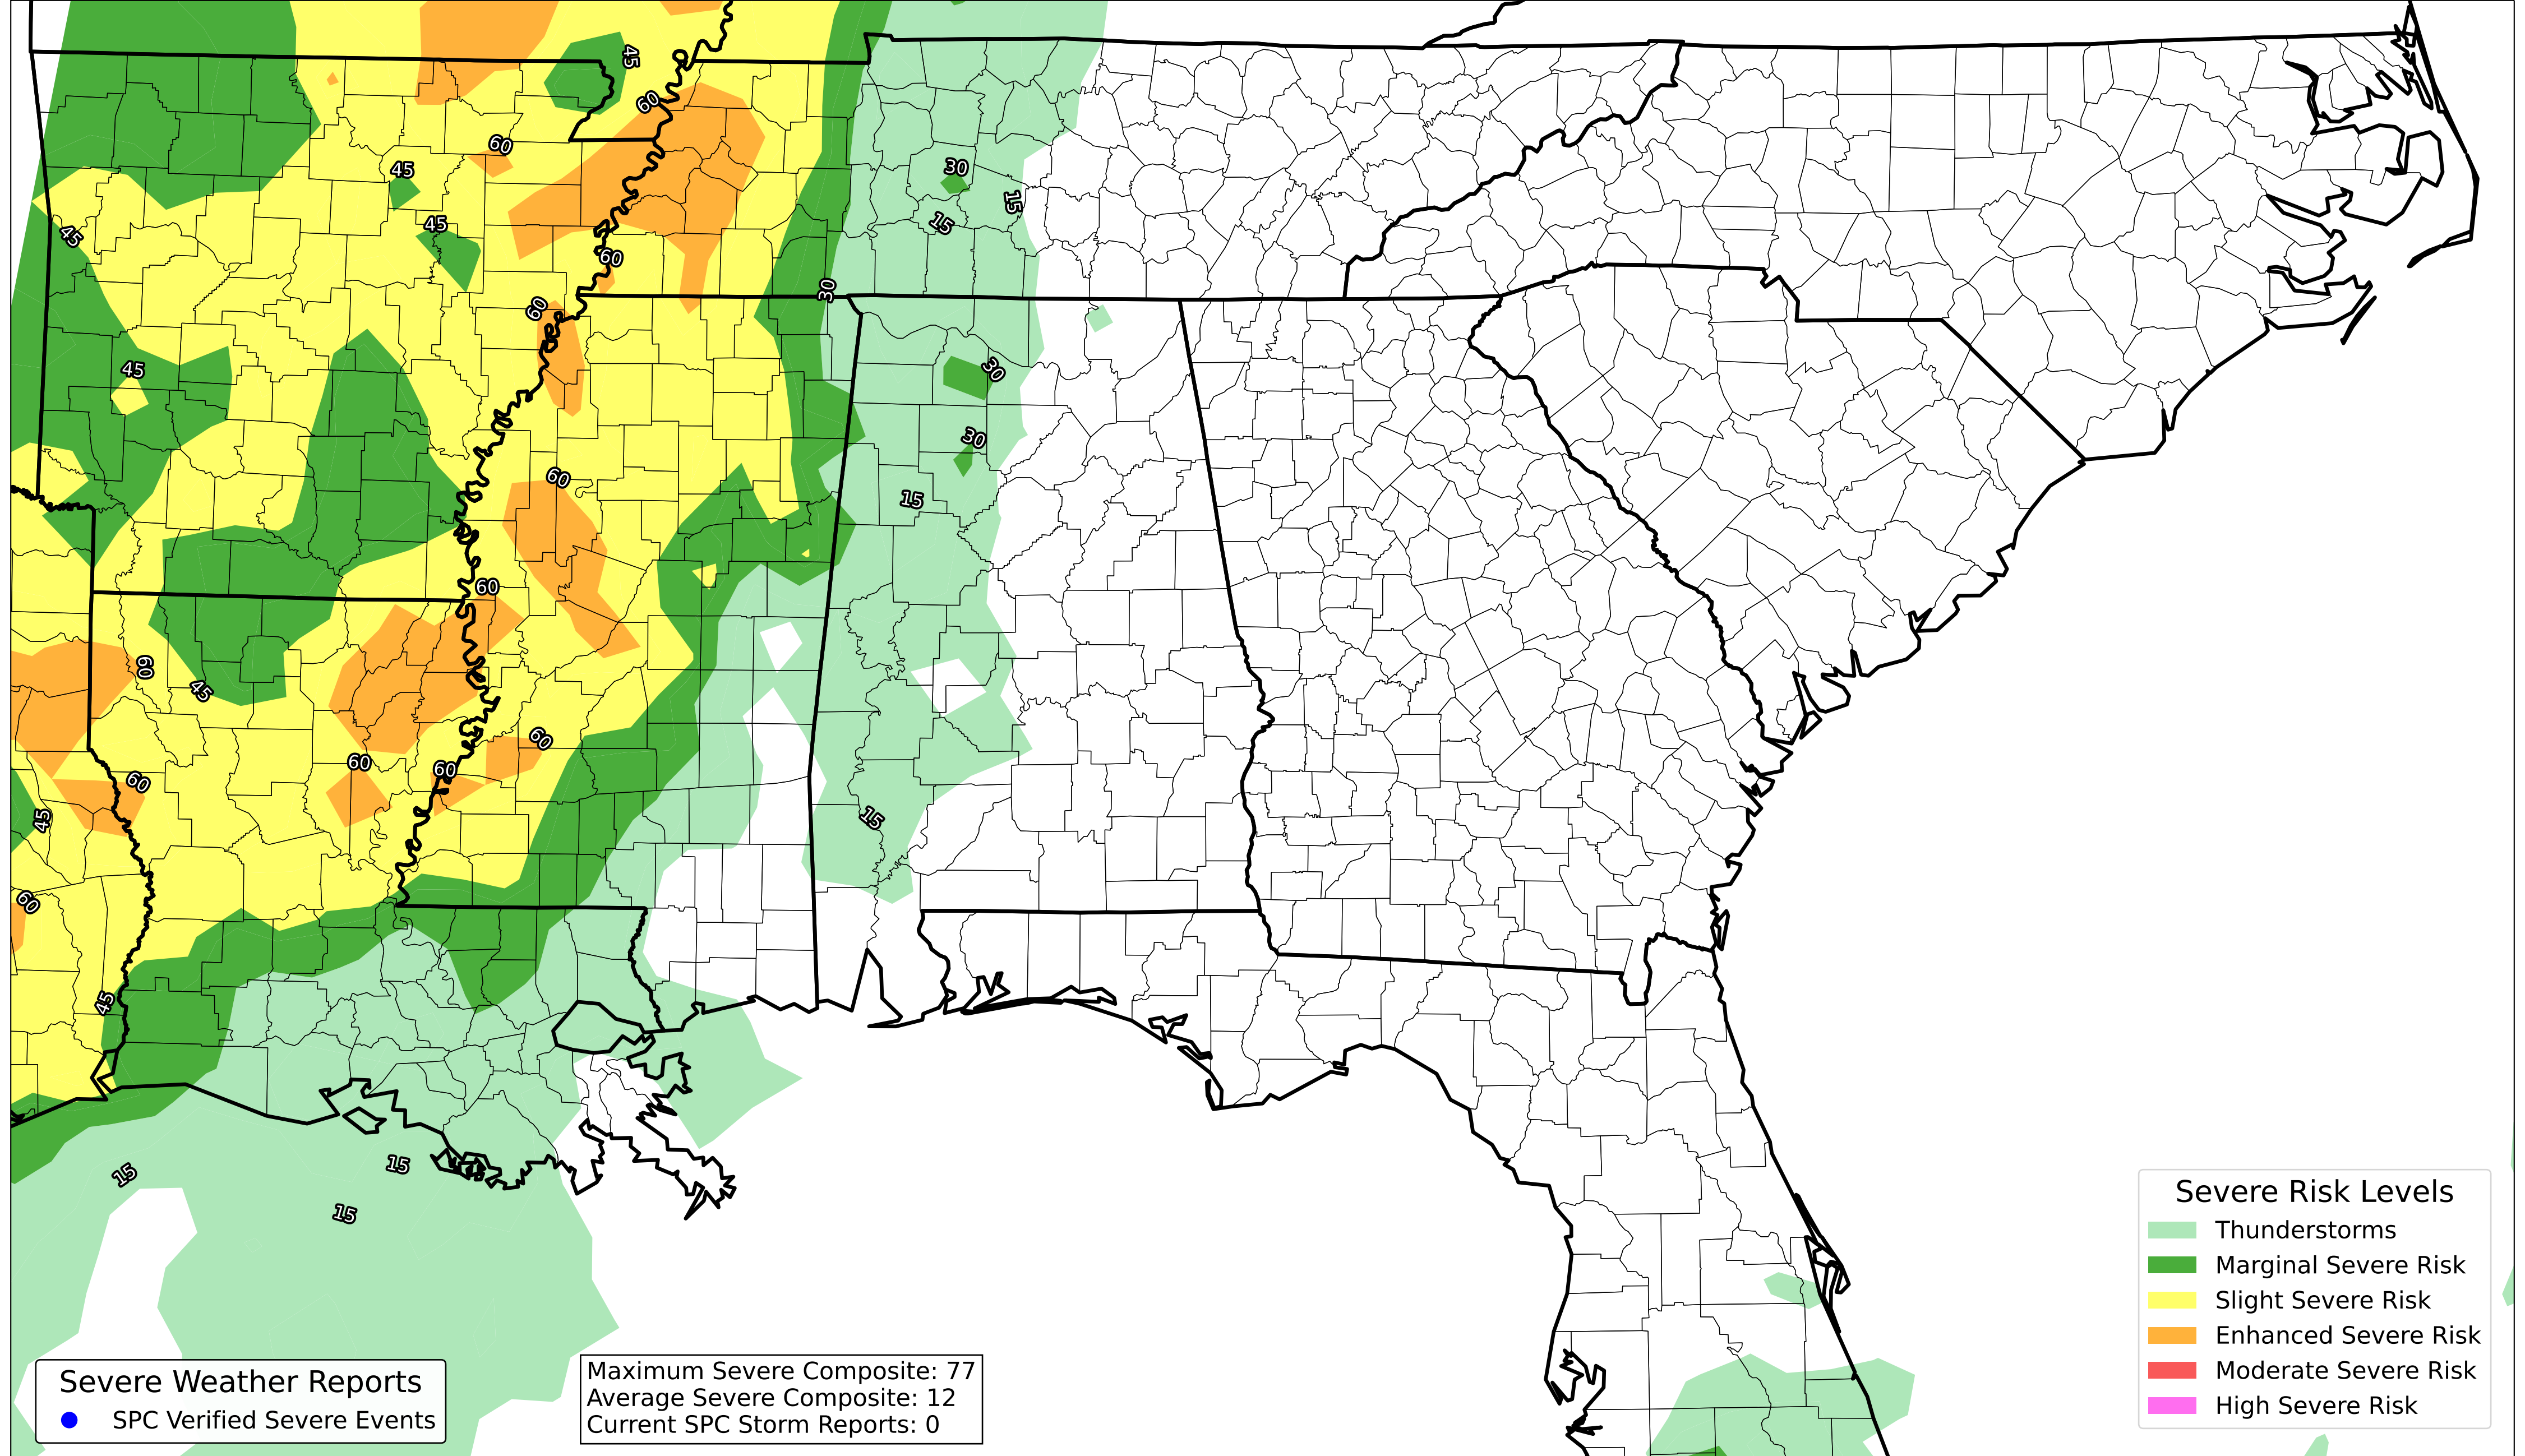 45
60
60
45
30
15
45
15
45
60
30
60
45
30
30
60
15
60
60
45
60
60
60
60
45
15
60
45
15
15
15
Severe Risk Levels
Thunderstorms
Marginal Severe Risk
Slight Severe Risk
Enhanced Severe Risk
Moderate Severe Risk
High Severe Risk
Severe Weather Reports
SPC Verified Severe Events
Maximum Severe Composite: 77
Average Severe Composite: 12
Current SPC Storm Reports: 0